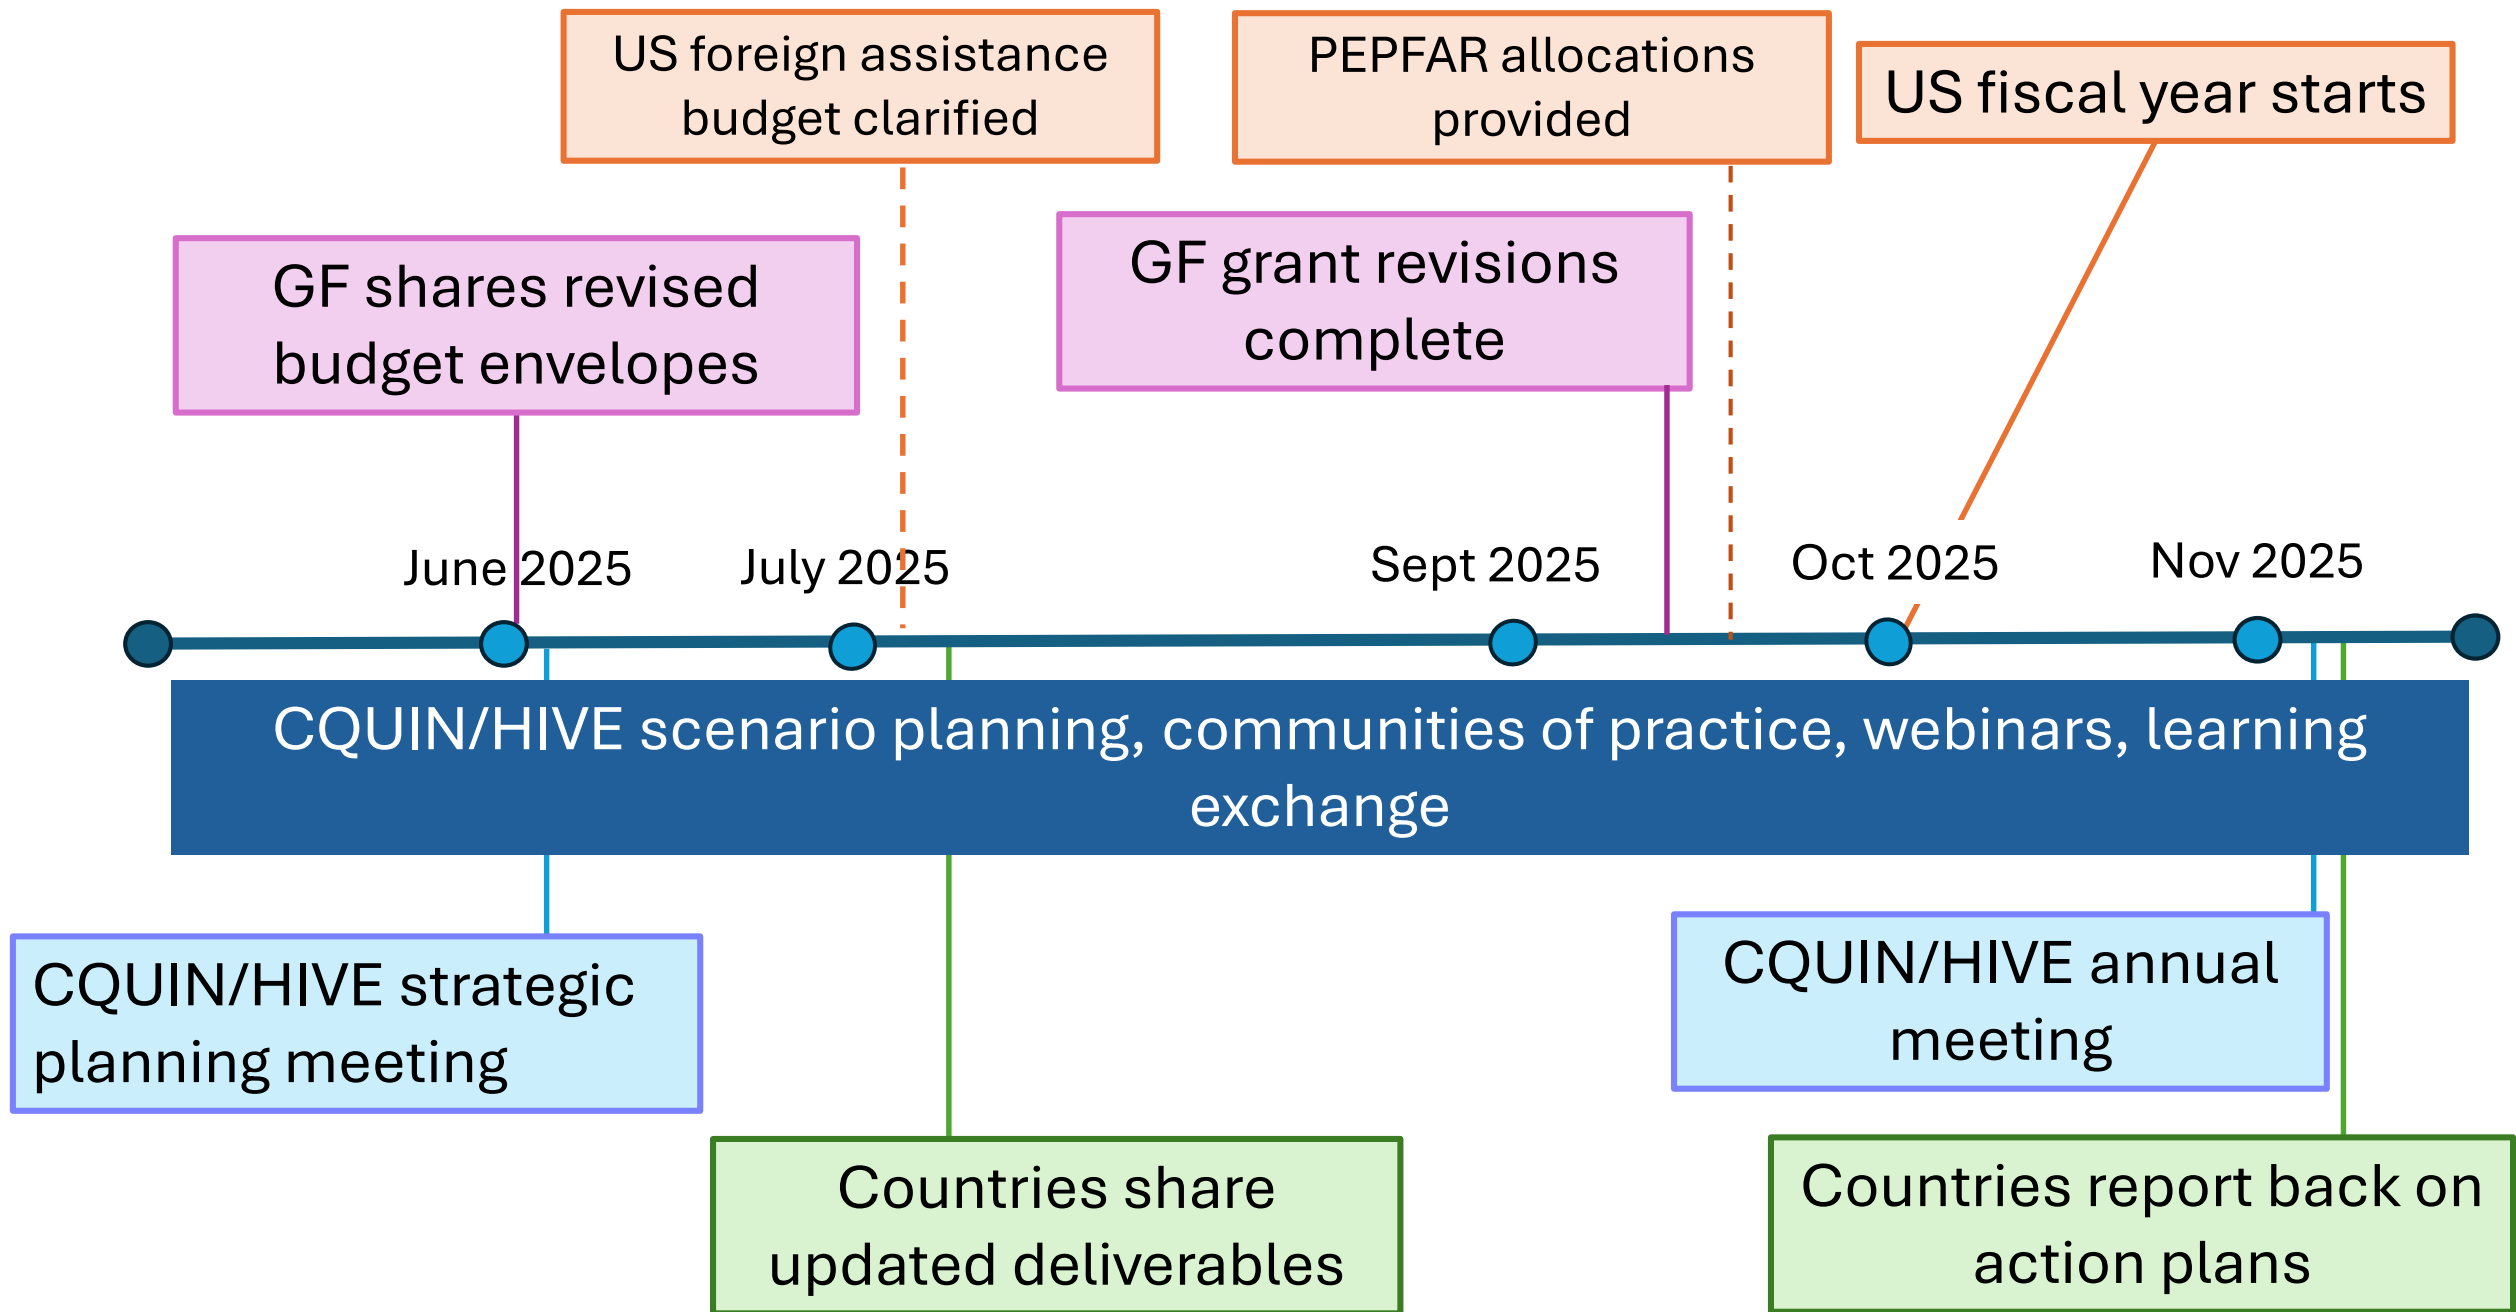 US foreign assistance
budget clarified
PEPFAR allocations
provided
US fiscal year starts
GF shares revised
budget envelopes
GF grant revisions
complete
June 2025
July 2025
Sept 2025
Oct 2025
Nov 2025
CQUIN/HIVE scenario planning, communities of practice, webinars, learning
exchange
CQUIN/HIVE strategic
planning meeting
CQUIN/HIVE annual
meeting
Countries share
updated deliverables
Countries report back on
action plans